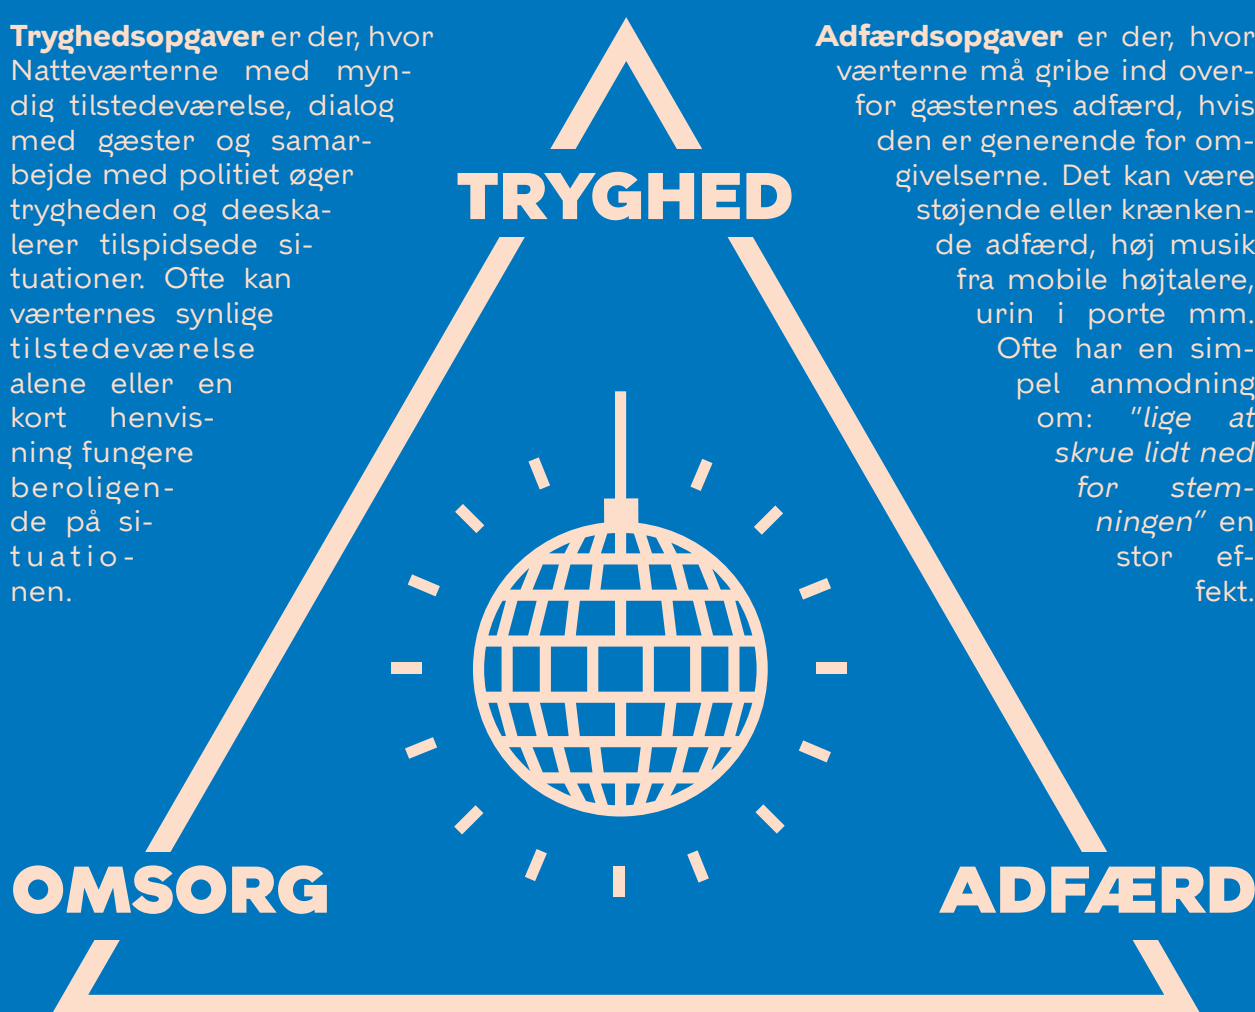 Tryghedsopgaver er der, hvor
Natteværterne med myn-
dig tilstedeværelse, dialog
med gæster og samar-
bejde med politiet øger
trygheden og deeska-
lerer tilspidsede si-
tuationer. Ofte kan
værternes synlige
tilstedeværelse
alene eller en
kort henvis-
ning fungere
beroligen-
de på si-
tuatio-
nen.
Adfærdsopgaver er der, hvor
værterne må gribe ind over-
for gæsternes adfærd, hvis
den er generende for om-
givelserne. Det kan være
støjende eller krænken-
de adfærd, høj musik
fra mobile højtalere,
urin i porte mm.
Ofte har en sim-
pel anmodning
om: "lige at
skrue lidt ned
for stem-
ningen" en
stor ef-
fekt.
TRYGHED
OMSORG
ADFÆRD